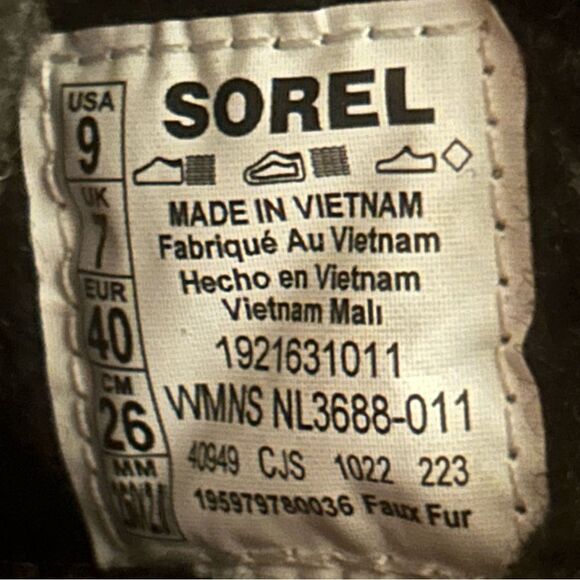 SOREL
USA
9
UK
7
EUR
40
CM
26
MM
MADE IN VIETNAM
Fabriqué Au Vietnam
Hecho en Vietnam
Vietnam Malı
1921631011
WMNS NL3688-011
40949 CJS 1022 223
195979780036 Faux Fur